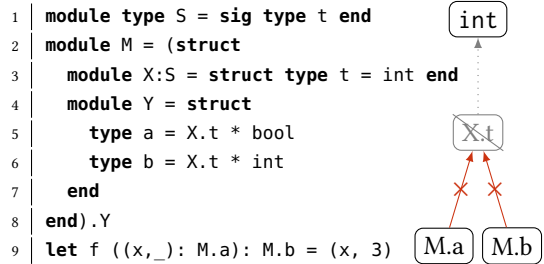 1 module type S = sig type t end
2 module M = (struct
3 module X:S = struct type t = int end
4 module Y = struct
5 type a = X.t * bool
6 type b = X.t * int
7 end
8 end).Y
9 let f ((x,_): M.a): M.b = (x, 3)
int
X.t
M.a M.b